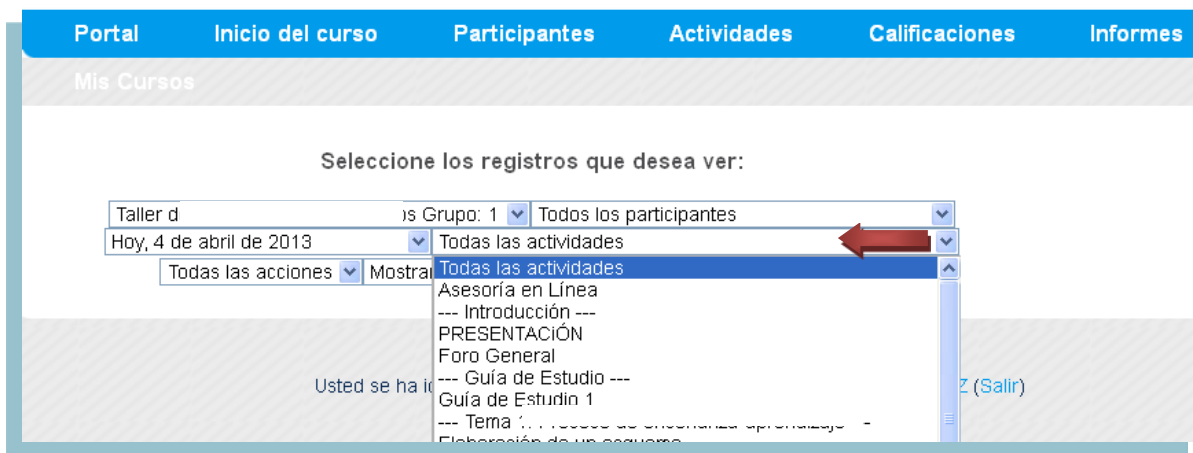 Portal Inicio del curso Participantes Actividades Calificaciones Informes
Mis Cursos
Seleccione los registros que desea ver:
Taller d os Grupo: 1 Todos los participantes
Hoy, 4 de abril de 2013 Todas las actividades
Todas las acciones Mostrar Todas las actividades
Asesoría en Línea
--- Introducción ---
PRESENTACiÓN
Foro General
--- Guía de Estudio ---
Usted se ha Z (Salir)
Guía de Estudio 1
--- Tema